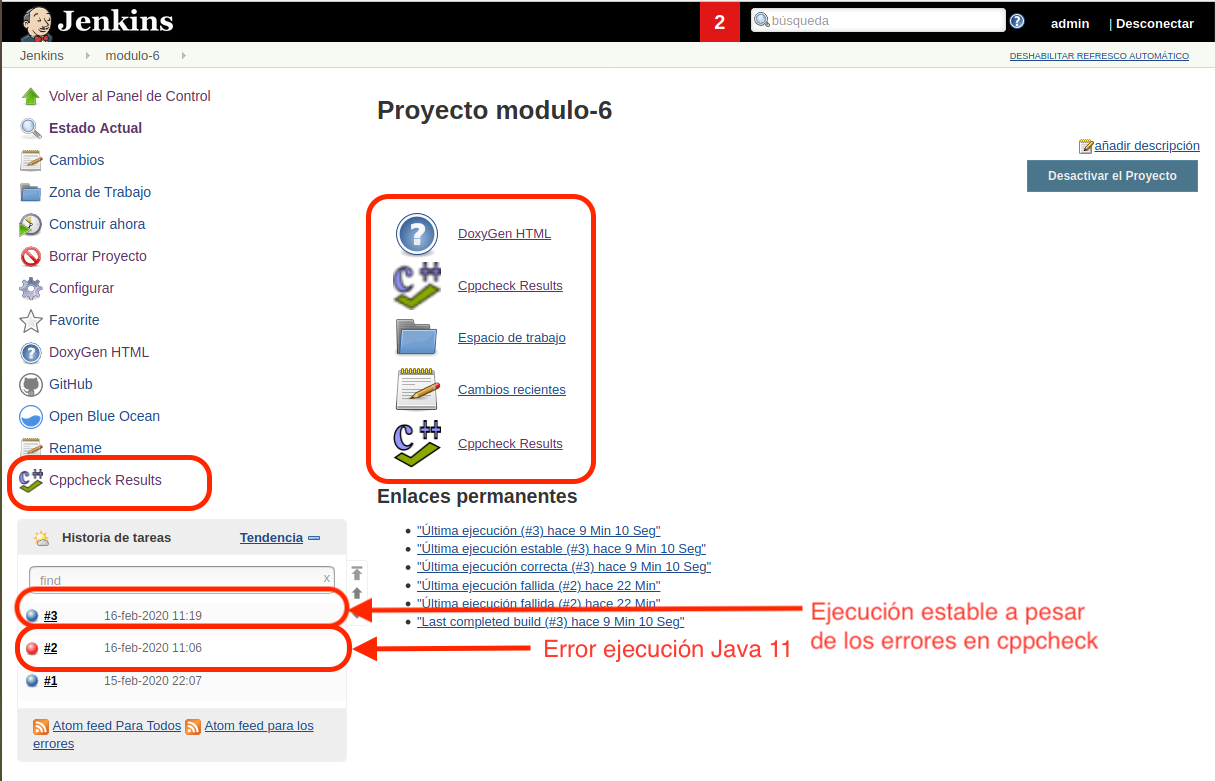 Jenkins
2
búsqueda
admin | Desconectar
Jenkins modulo-6
DESHABILITAR REFRESCO AUTOMÁTICO
Volver al Panel de Control
Estado Actual
Cambios
Zona de Trabajo
Construir ahora
Borrar Proyecto
Configurar
Favorite
DoxyGen HTML
GitHub
Open Blue Ocean
Rename
Cppcheck Results
Historia de tareas Tendencia
find x
#3 16-feb-2020 11:19
#2 16-feb-2020 11:06
#1 15-feb-2020 22:07
Atom feed Para Todos Atom feed para los
errores
Proyecto modulo-6
añadir descripción
Desactivar el Proyecto
DoxyGen HTML
Cppcheck Results
Espacio de trabajo
Cambios recientes
Cppcheck Results
Enlaces permanentes
"Última ejecución (#3) hace 9 Min 10 Seg"
"Última ejecución estable (#3) hace 9 Min 10 Seg"
"Última ejecución correcta (#3) hace 9 Min 10 Seg"
"Última ejecución fallida (#2) hace 22 Min"
"Última ejecución fallida (#2) hace 22 Min"
"Last completed build (#3) hace 9 Min 10 Seg"
Ejecución estable a pesar
de los errores en cppcheck
Error ejecución Java 11